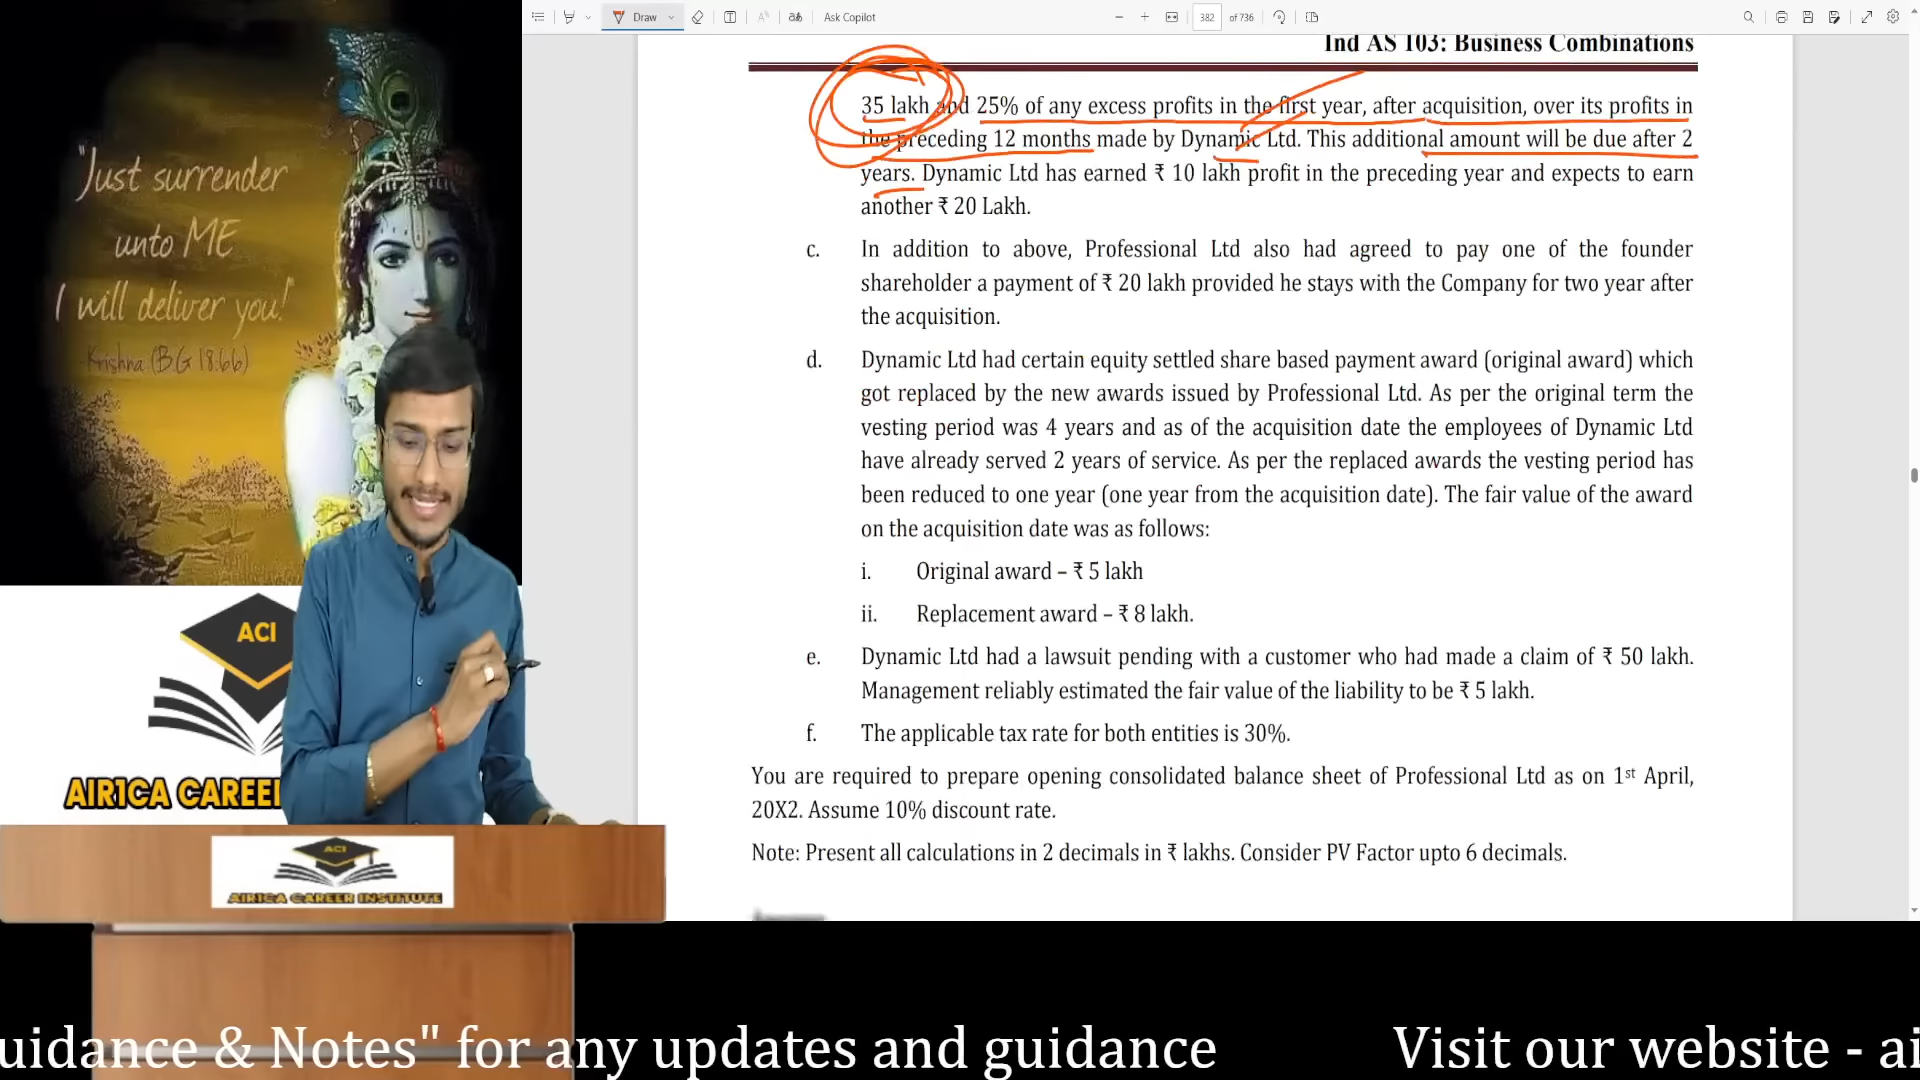 Draw
Ask Copilot
382
of 736
Ind AS 103: Business Combinations
35 lakh and 25% of any excess profits in the first year, after acquisition, over its profits in
the preceding 12 months made by Dynamic Ltd. This additional amount will be due after 2
years. Dynamic Ltd has earned ₹ 10 lakh profit in the preceding year and expects to earn
another ₹ 20 Lakh.
c. In addition to above, Professional Ltd also had agreed to pay one of the founder
shareholder a payment of ₹ 20 lakh provided he stays with the Company for two year after
the acquisition.
d. Dynamic Ltd had certain equity settled share based payment award (original award) which
got replaced by the new awards issued by Professional Ltd. As per the original term the
vesting period was 4 years and as of the acquisition date the employees of Dynamic Ltd
have already served 2 years of service. As per the replaced awards the vesting period has
been reduced to one year (one year from the acquisition date). The fair value of the award
on the acquisition date was as follows:
i. Original award – ₹ 5 lakh
ii. Replacement award – ₹ 8 lakh.
e. Dynamic Ltd had a lawsuit pending with a customer who had made a claim of ₹ 50 lakh.
Management reliably estimated the fair value of the liability to be ₹ 5 lakh.
f. The applicable tax rate for both entities is 30%.
You are required to prepare opening consolidated balance sheet of Professional Ltd as on 1st April,
20X2. Assume 10% discount rate.
Note: Present all calculations in 2 decimals in ₹ lakhs. Consider PV Factor upto 6 decimals.
"Just surrender
unto ME
I will deliver you!"
Krishna (B.G 18.66)
ACI
AIR1CA CAREE
ACI
AIR1CA CAREER INSTITUTE
uidance & Notes" for any updates and guidance
Visit our website - ai